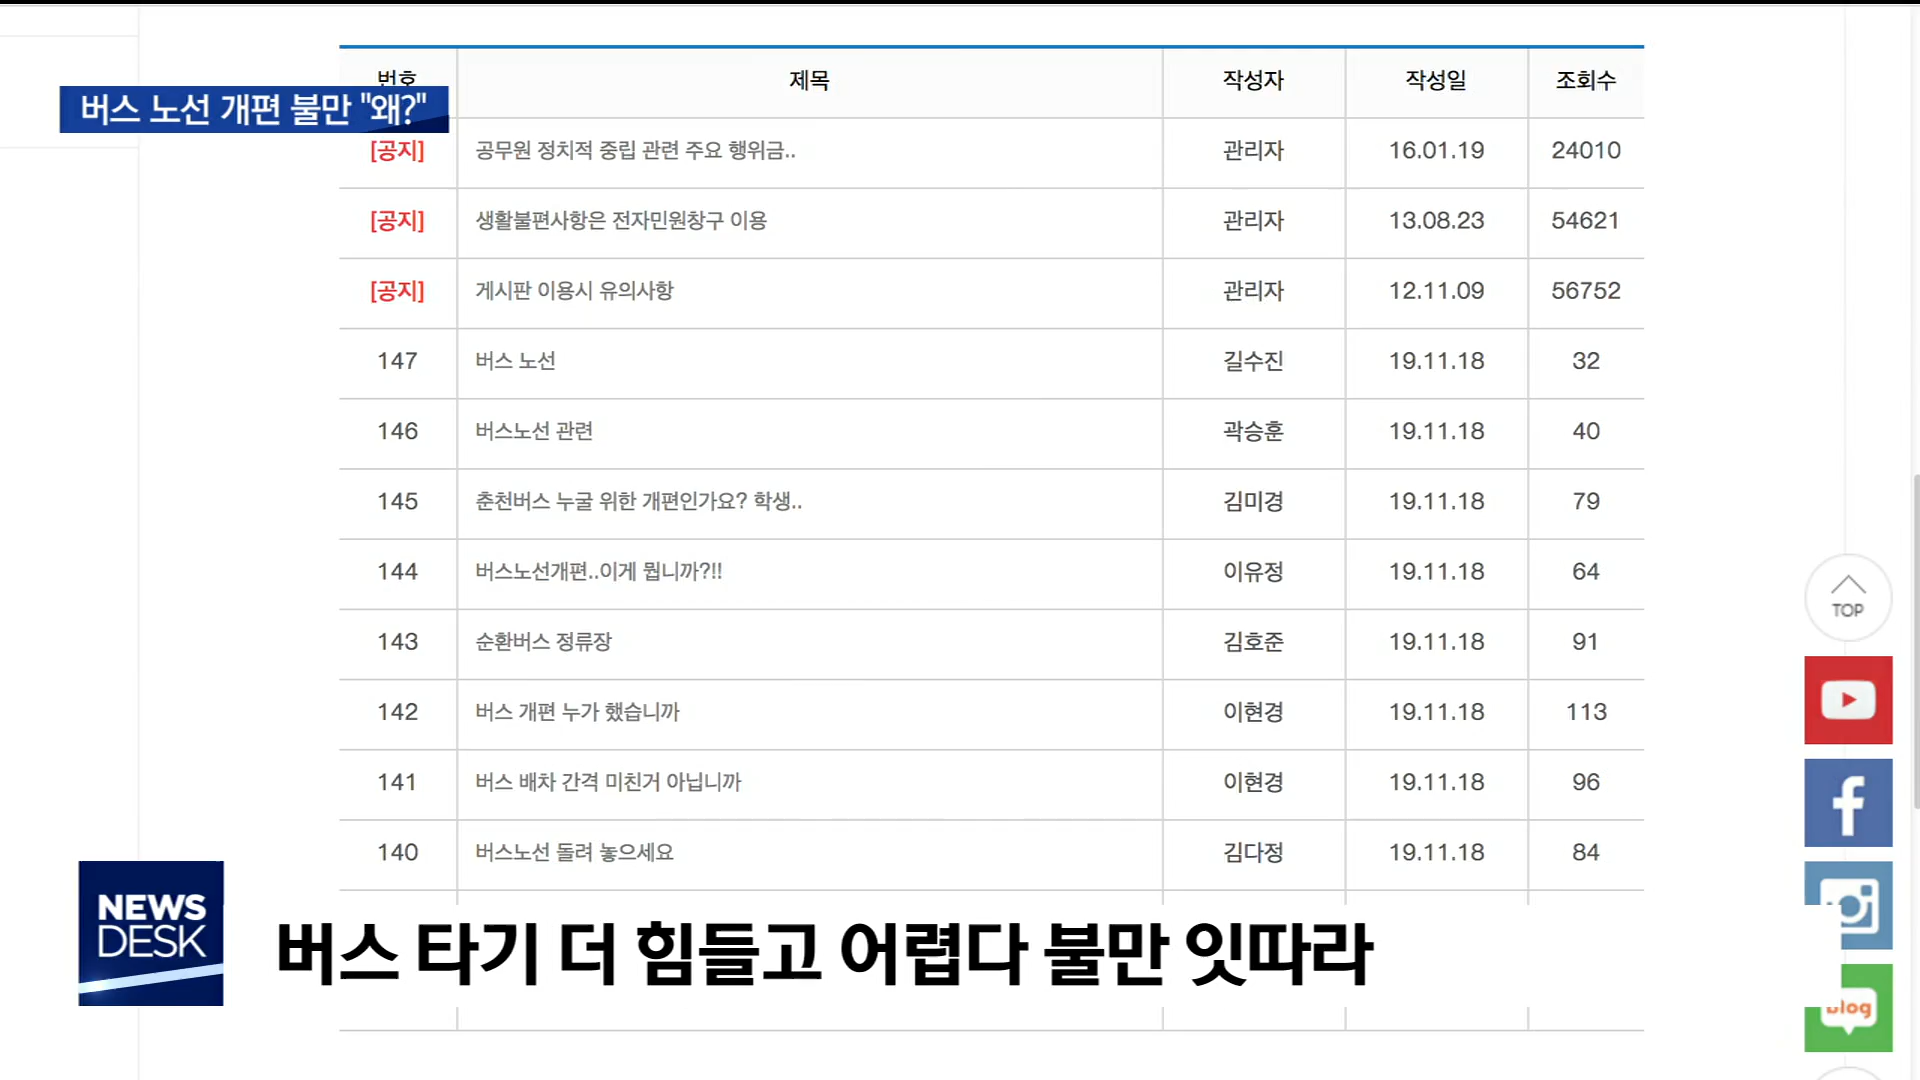 번호 제목 작성자 작성일 조회수
버스 노선 개편 불만 "왜?"
[공지] 공무원 정치적 중립 관련 주요 행위금.. 관리자 16.01.19 24010
[공지] 생활불편사항은 전자민원창구 이용 관리자 13.08.23 54621
[공지] 게시판 이용시 유의사항 관리자 12.11.09 56752
147 버스 노선 길수진 19.11.18 32
146 버스노선 관련 곽승훈 19.11.18 40
145 춘천버스 누굴 위한 개편인가요? 학생.. 김미경 19.11.18 79
144 버스노선개편..이게 뭡니까?!! 이유정 19.11.18 64
143 순환버스 정류장 김호준 19.11.18 91
142 버스 개편 누가 했습니까 이현경 19.11.18 113
141 버스 배차 간격 미친거 아닙니까 이현경 19.11.18 96
140 버스노선 돌려 놓으세요 김다정 19.11.18 84
TOP
NEWS
DESK
버스 타기 더 힘들고 어렵다 불만 잇따라
blog